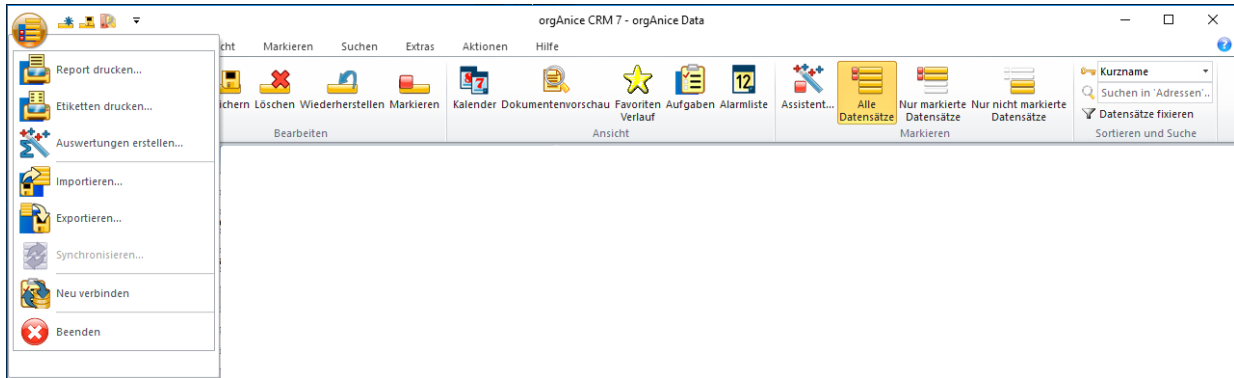 orgAnice CRM 7 - orgAnice Data
cht Markieren Suchen Extras Aktionen Hilfe
Report drucken...
Etiketten drucken...
Auswertungen erstellen...
Importieren...
Exportieren...
Synchronisieren...
Neu verbinden
Beenden
ichern Löschen Wiederherstellen Markieren
Bearbeiten
Kalender Dokumentenvorschau Favoriten Aufgaben Alarmliste
Verlauf
Ansicht
Assistent... Alle Nur markierte Nur nicht markierte
Datensätze Datensätze Datensätze
Markieren
Kurzname
Suchen in 'Adressen'..
Datensätze fixieren
Sortieren und Suche